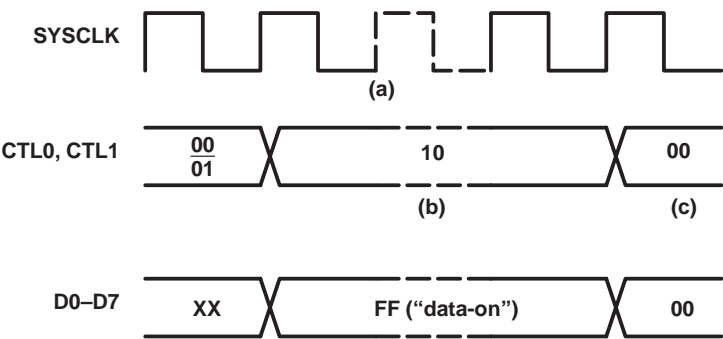 SYSCLK
(a)
CTL0, CTL1
00
01
10
00
(b)
(c)
D0–D7
XX
FF (“data-on”)
00